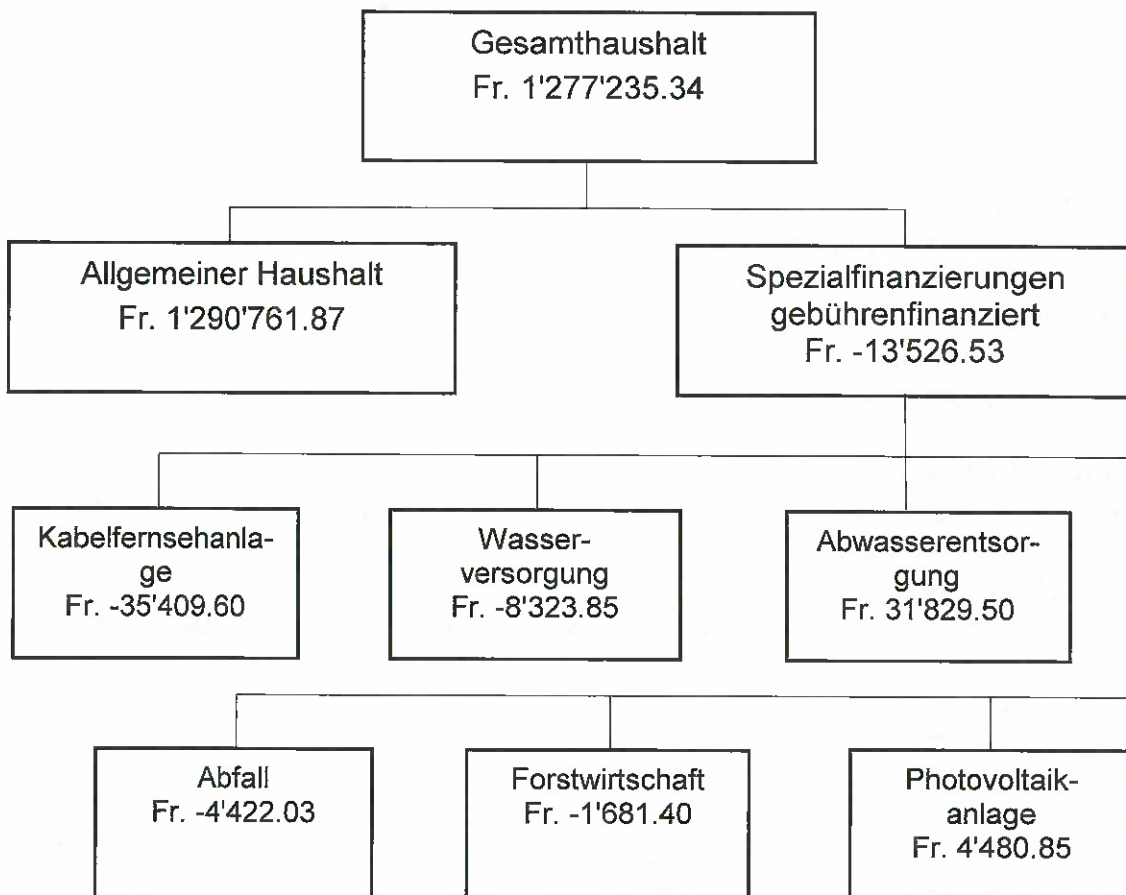 Gesamthaushalt
Fr. 1'277'235.34
Allgemeiner Haushalt
Fr. 1'290'761.87
Spezialfinanzierungen
gebührenfinanziert
Fr. -13'526.53
Kabelfernsehanla-
ge
Fr. -35'409.60
Wasser-
versorgung
Fr. -8'323.85
Abwasserentsor-
gung
Fr. 31'829.50
Abfall
Fr. -4'422.03
Forstwirtschaft
Fr. -1'681.40
Photovoltaik-
anlage
Fr. 4'480.85